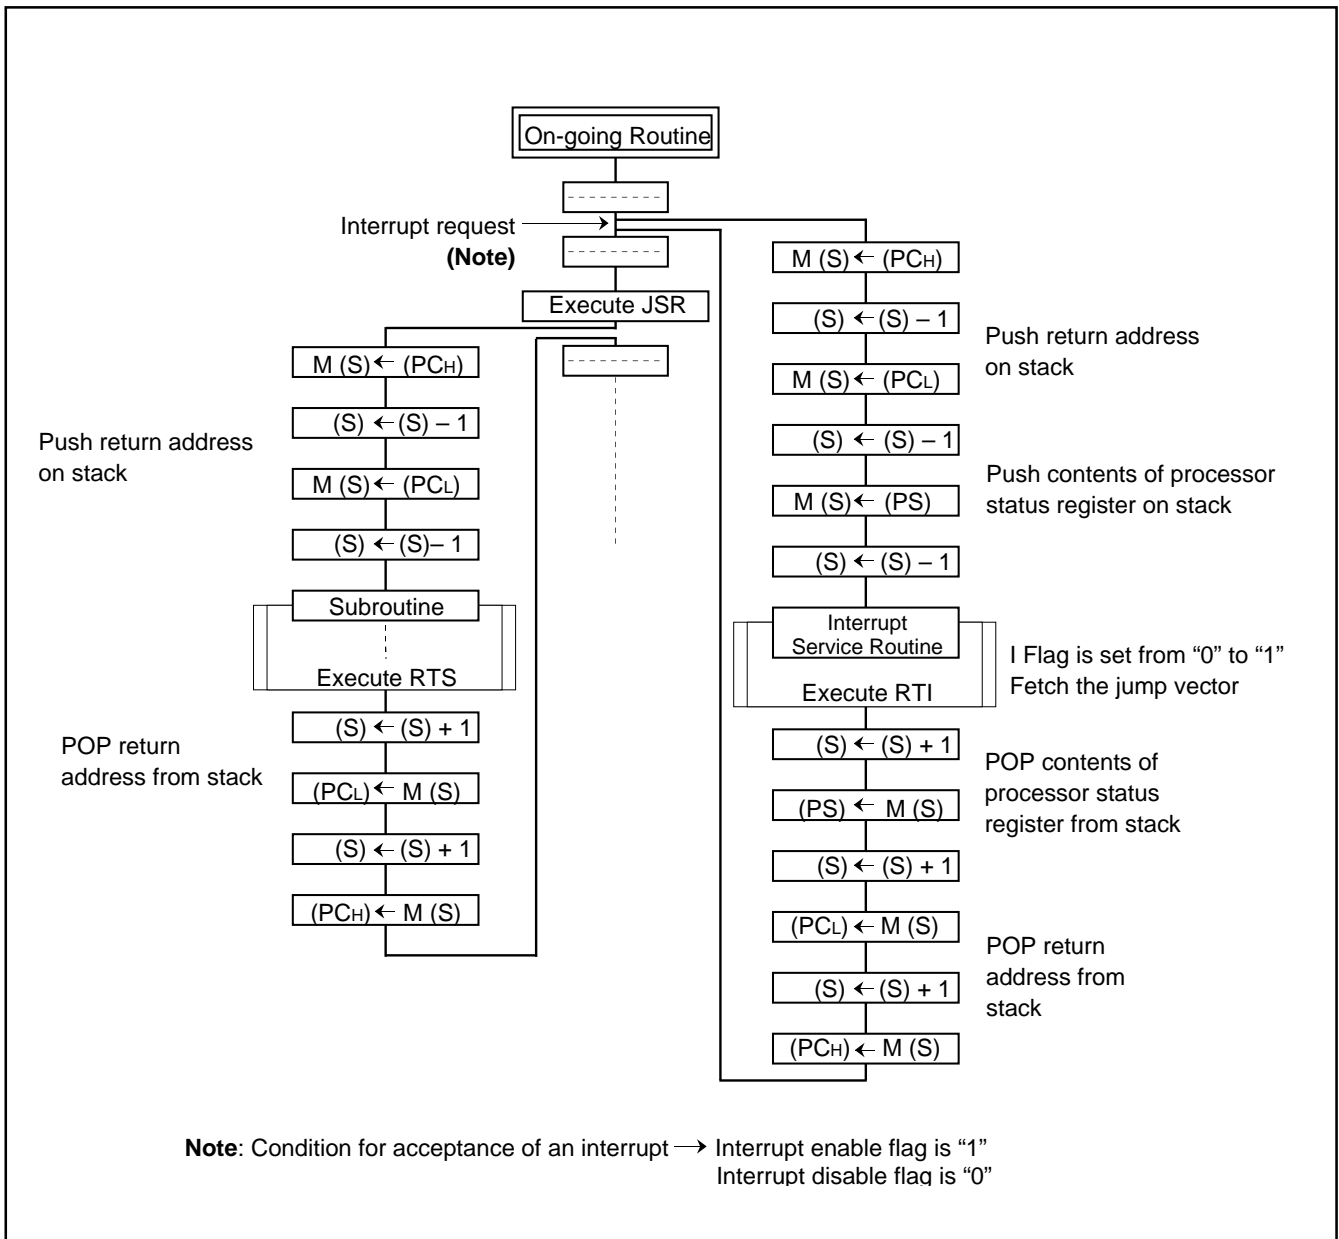 On-going Routine
Interrupt request
(Note)
Execute JSR
M (S) ← (PCH)
(S) ← (S) – 1
M (S) ← (PCL)
(S) ← (S)– 1
Push return address
on stack
Subroutine
Execute RTS
(S) ← (S) + 1
(PCL) ← M (S)
(S) ← (S) + 1
(PCH) ← M (S)
POP return
address from stack
M (S) ← (PCH)
(S) ← (S) – 1
M (S) ← (PCL)
(S) ← (S) – 1
M (S) ← (PS)
(S) ← (S) – 1
Push return address
on stack
Push contents of processor
status register on stack
Interrupt
Service Routine
Execute RTI
I Flag is set from “0” to “1”
Fetch the jump vector
(S) ← (S) + 1
(PS) ← M (S)
(S) ← (S) + 1
(PCL) ← M (S)
(S) ← (S) + 1
(PCH) ← M (S)
POP contents of
processor status
register from stack
POP return
address from
stack
Note: Condition for acceptance of an interrupt → Interrupt enable flag is “1”
Interrupt disable flag is “0”